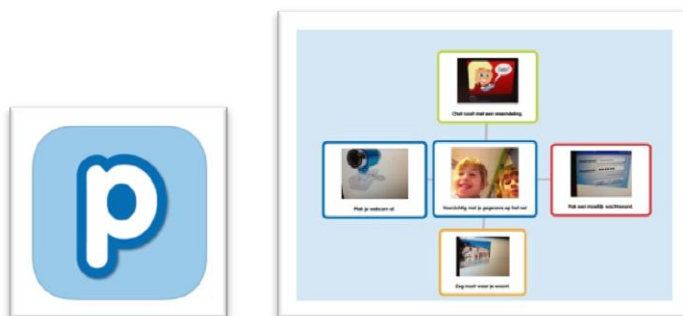 p
Chat nooit met een vreemdeling
Plak je webcam af.
Voorzichtig met je gegevens op het net
Pak een moeilijk wachtwoord.
Zeg nooit waar je woont